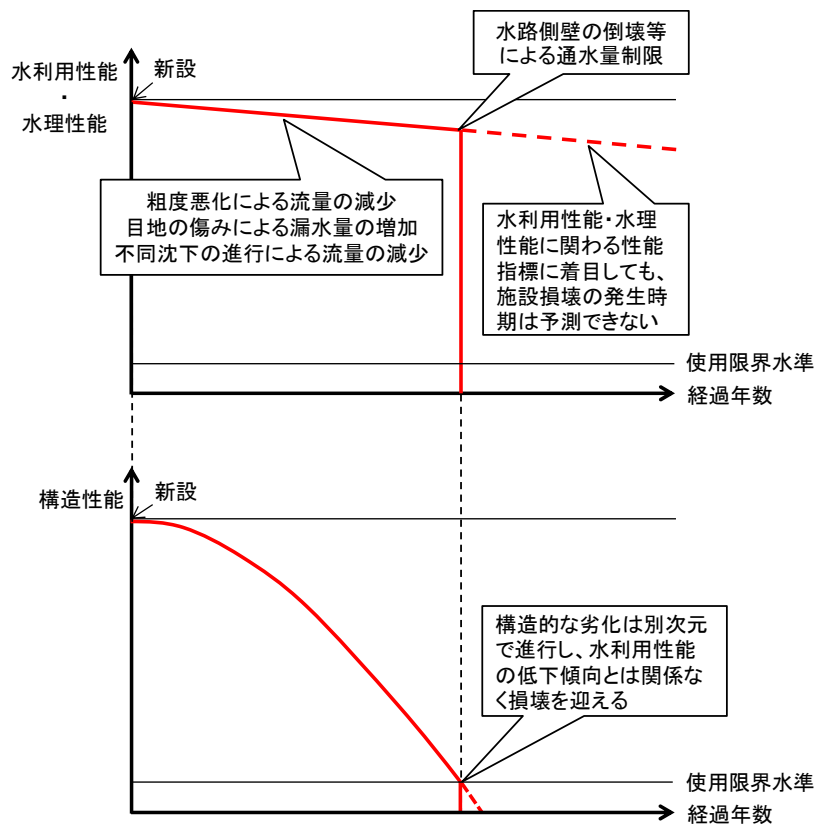 水路側壁の倒壊等
による通水量制限
水利用性能
・
水理性能
新設
粗度悪化による流量の減少
目地の傷みによる漏水量の増加
不同沈下の進行による流量の減少
水利用性能・水理
性能に関わる性能
指標に着目しても、
施設損壊の発生時
期は予測できない
使用限界水準
経過年数
構造性能
新設
構造的な劣化は別次元
で進行し、水利用性能
の低下傾向とは関係な
く損壊を迎える
使用限界水準
経過年数